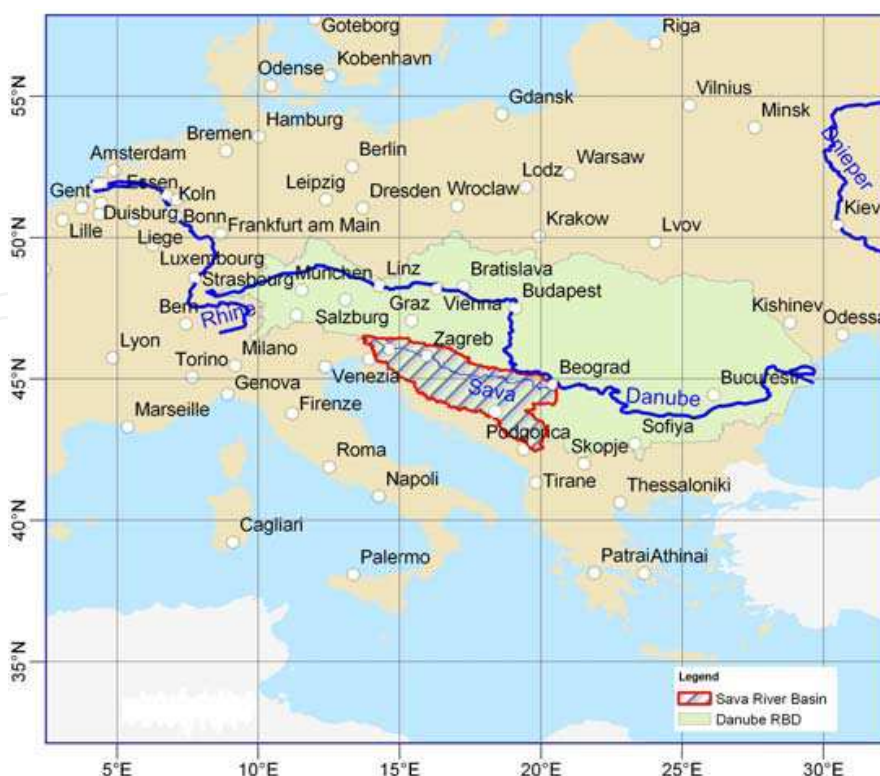 Goteborg
Riga
Kobenhavn
Odense
55°N
Gdansk
Vilnius
Minsk
Hamburg
Bremen
Dnieper
Amsterdam
Berlin
Warsaw
Lodz
Gent
Essen
Koln
Leipzig
Dresden
Wroclaw
Kiev
Duisburg
Bonn
Frankfurt am Main
Krakow
Lvov
50°N
Lille
Liege
Luxembourg
Strasbourg
Munchen
Linz
Bratislava
Bern
Rhine
Salzburg
Graz
Vienna
Budapest
Kishinev
Odessa
Lyon
Torino
Milano
Zagreb
45°N
Venezia
Beograd
Genova
Sava
Danube
Bucuresti
Marseille
Firenze
Podgorica
Sofiya
Skopje
Roma
Napoli
Tirane
Thessaloniki
40°N
Cagliari
Palermo
Patrai
Athinai
35°N
Legend
Sava River Basin
Danube RBD
5°E
10°E
15°E
20°E
25°E
30°E